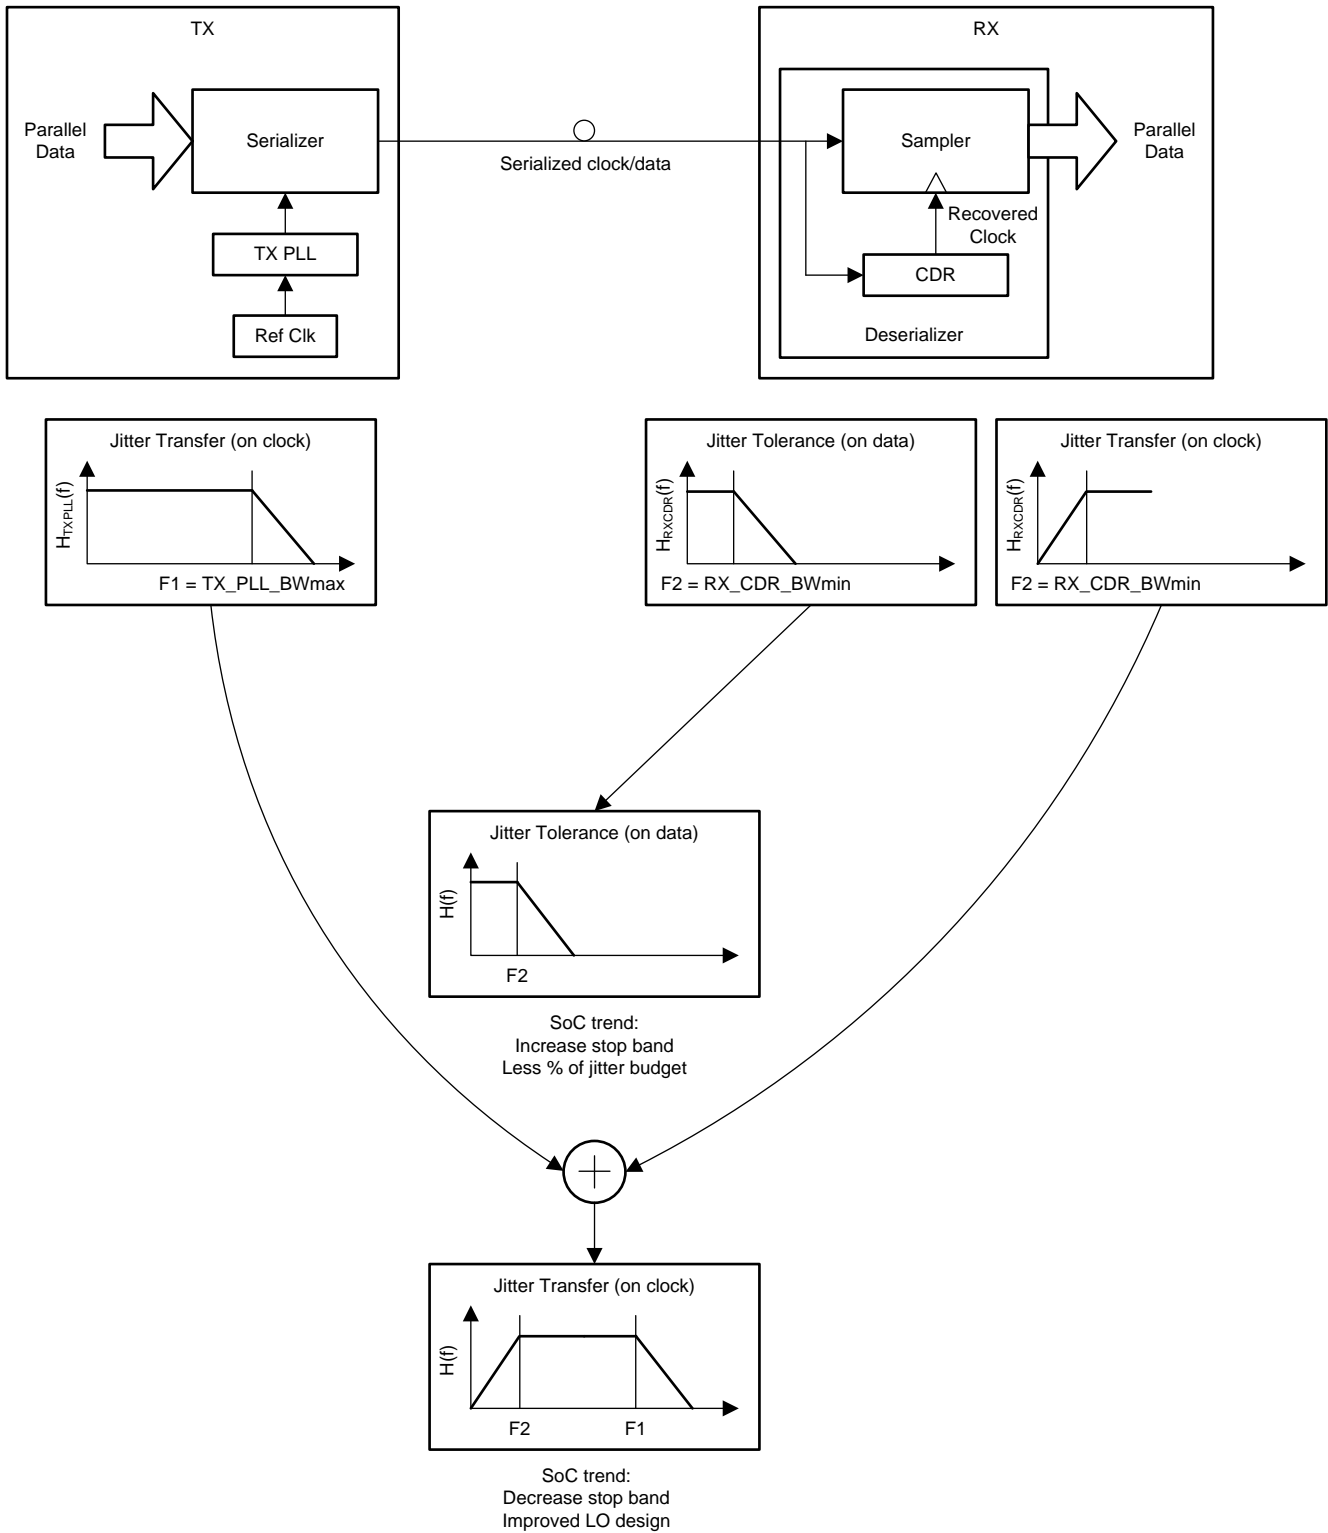 TX
RX
Parallel
Data
Serializer
Serialized clock/data
Sampler
Parallel
Data
TX PLL
Recovered
Clock
CDR
Ref Clk
Deserializer
Jitter Transfer (on clock)
HTXPLL(f)
F1 = TX_PLL_BWmax
Jitter Tolerance (on data)
HRXCDR(f)
F2 = RX_CDR_BWmin
Jitter Transfer (on clock)
HRXCDR(f)
F2 = RX_CDR_BWmin
Jitter Tolerance (on data)
H(f)
F2
SoC trend:
Increase stop band
Less % of jitter budget
Jitter Transfer (on clock)
H(f)
F2
F1
SoC trend:
Decrease stop band
Improved LO design